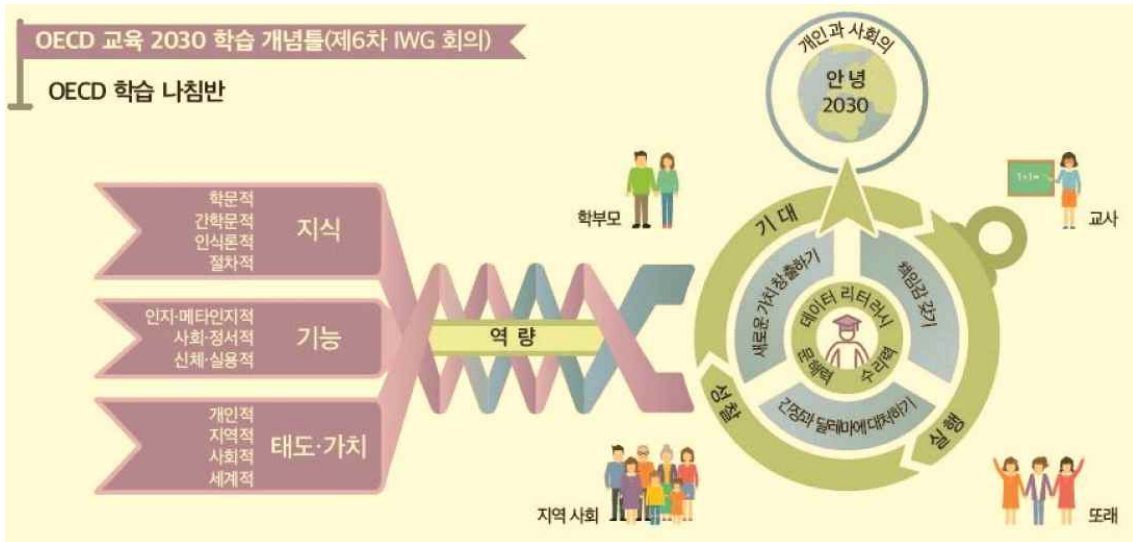 OECD 교육 2030 학습 개념틀(제6차 IWG 회의)
OECD 학습 나침반
학문적
간학문적
인식론적
절차적
지식
인지·메타인지적
사회·정서적
신체·실용적
기능
개인적
지역적
사회적
세계적
태도·가치
역량
개인과 사회의
안녕
2030
학부모
교사
1+1=
기대
실행
성찰
새로운 가치 창출하기
책임감 갖기
긴장과 딜레마에 대처하기
데이터 리터러시
문해력
수리력
지역 사회
또래